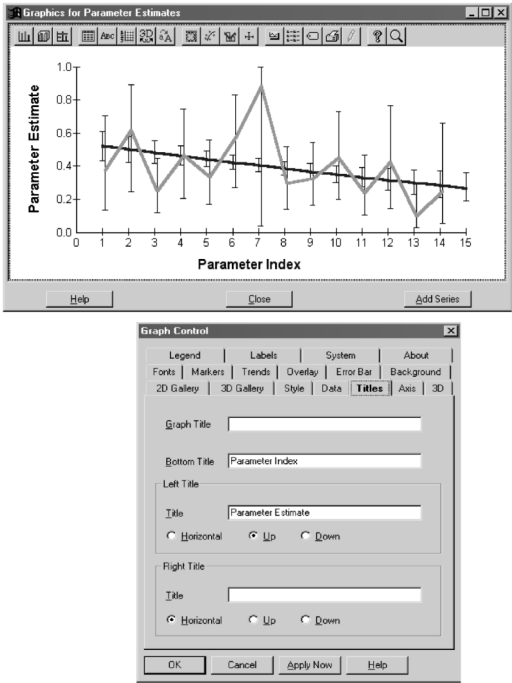 Graphics for Parameter Estimates
ABC
3D
A
1.0
0.8
0.6
0.4
0.2
0.0
Parameter Estimate
0 1 2 3 4 5 6 7 8 9 10 11 12 13 14 15
Parameter Index
Help Close Add Series
Graph Control
Legend Labels System About
Fonts Markers Trends Overlay Error Bar Background
2D Gallery 3D Gallery Style Data Titles Axis 3D
Graph Title
Bottom Title Parameter Index
Left Title
Title Parameter Estimate
Horizontal Up Down
Right Title
Title
Horizontal Up Down
OK Cancel Apply Now Help